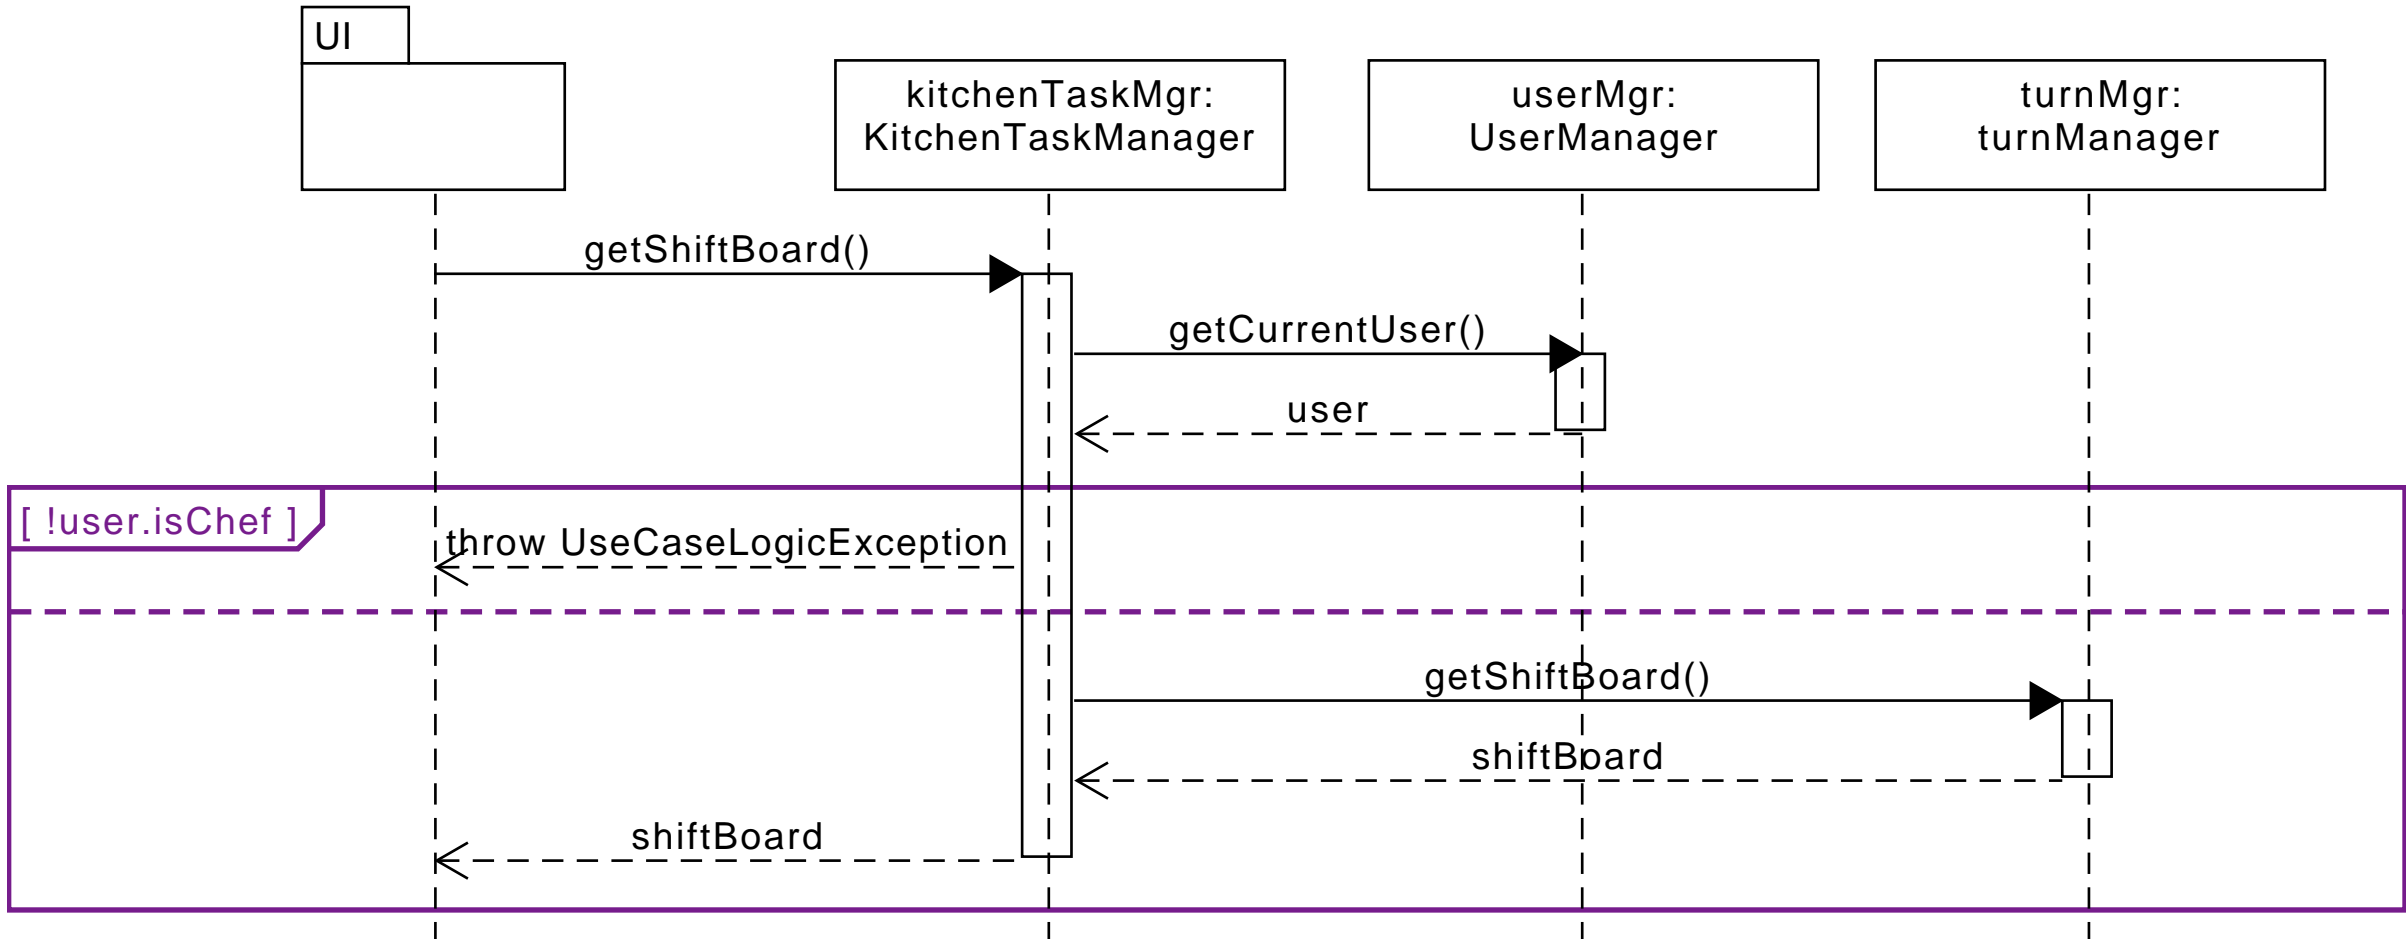 UI
kitchenTaskMgr:
KitchenTaskManager
userMgr:
UserManager
turnMgr:
turnManager
getShiftBoard()
getCurrentUser()
user
[ !user.isChef ]
throw UseCaseLogicException
getShiftBoard()
shiftBoard
shiftBoard